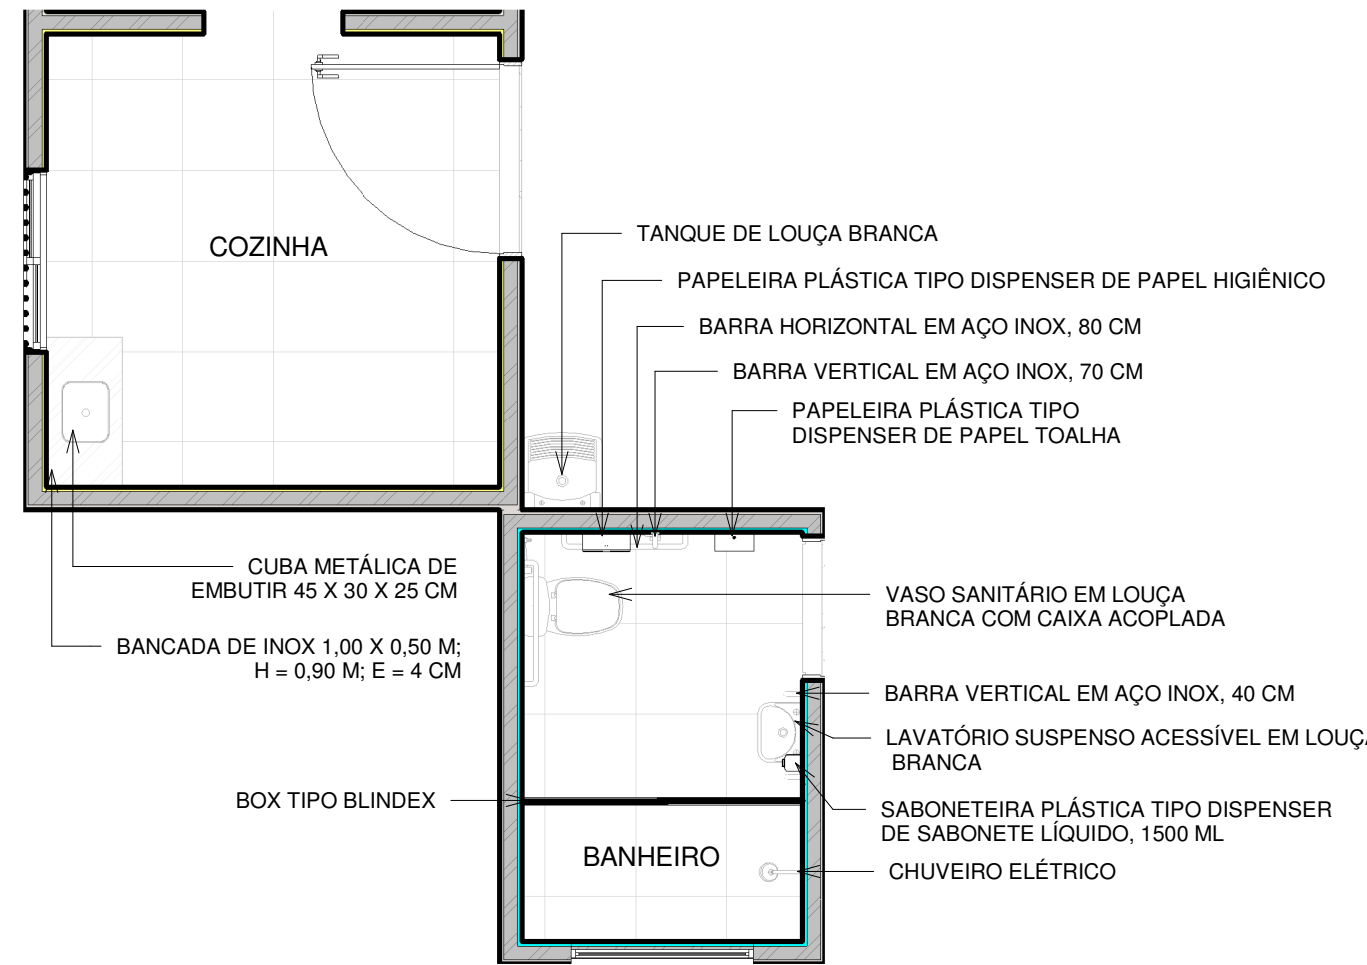 COZINHA
TANQUE DE LOUÇA BRANCA
PAPELEIRA PLÁSTICA TIPO DISPENSER DE PAPEL HIGIÊNICO
BARRA HORIZONTAL EM AÇO INOX, 80 CM
BARRA VERTICAL EM AÇO INOX, 70 CM
PAPELEIRA PLÁSTICA TIPO
DISPENSER DE PAPEL TOALHA
CUBA METÁLICA DE
EMBUTIR 45 X 30 X 25 CM
BANCADA DE INOX 1,00 X 0,50 M;
H = 0,90 M; E = 4 CM
VASO SANITÁRIO EM LOUÇA
BRANCA COM CAIXA ACOPLADA
BARRA VERTICAL EM AÇO INOX, 40 CM
LAVATÓRIO SUSPENSO ACESSÍVEL EM LOUÇA
BRANCA
BOX TIPO BLINDEX
SABONETEIRA PLÁSTICA TIPO DISPENSER
DE SABONETE LÍQUIDO, 1500 ML
BANHEIRO
CHUVEIRO ELÉTRICO